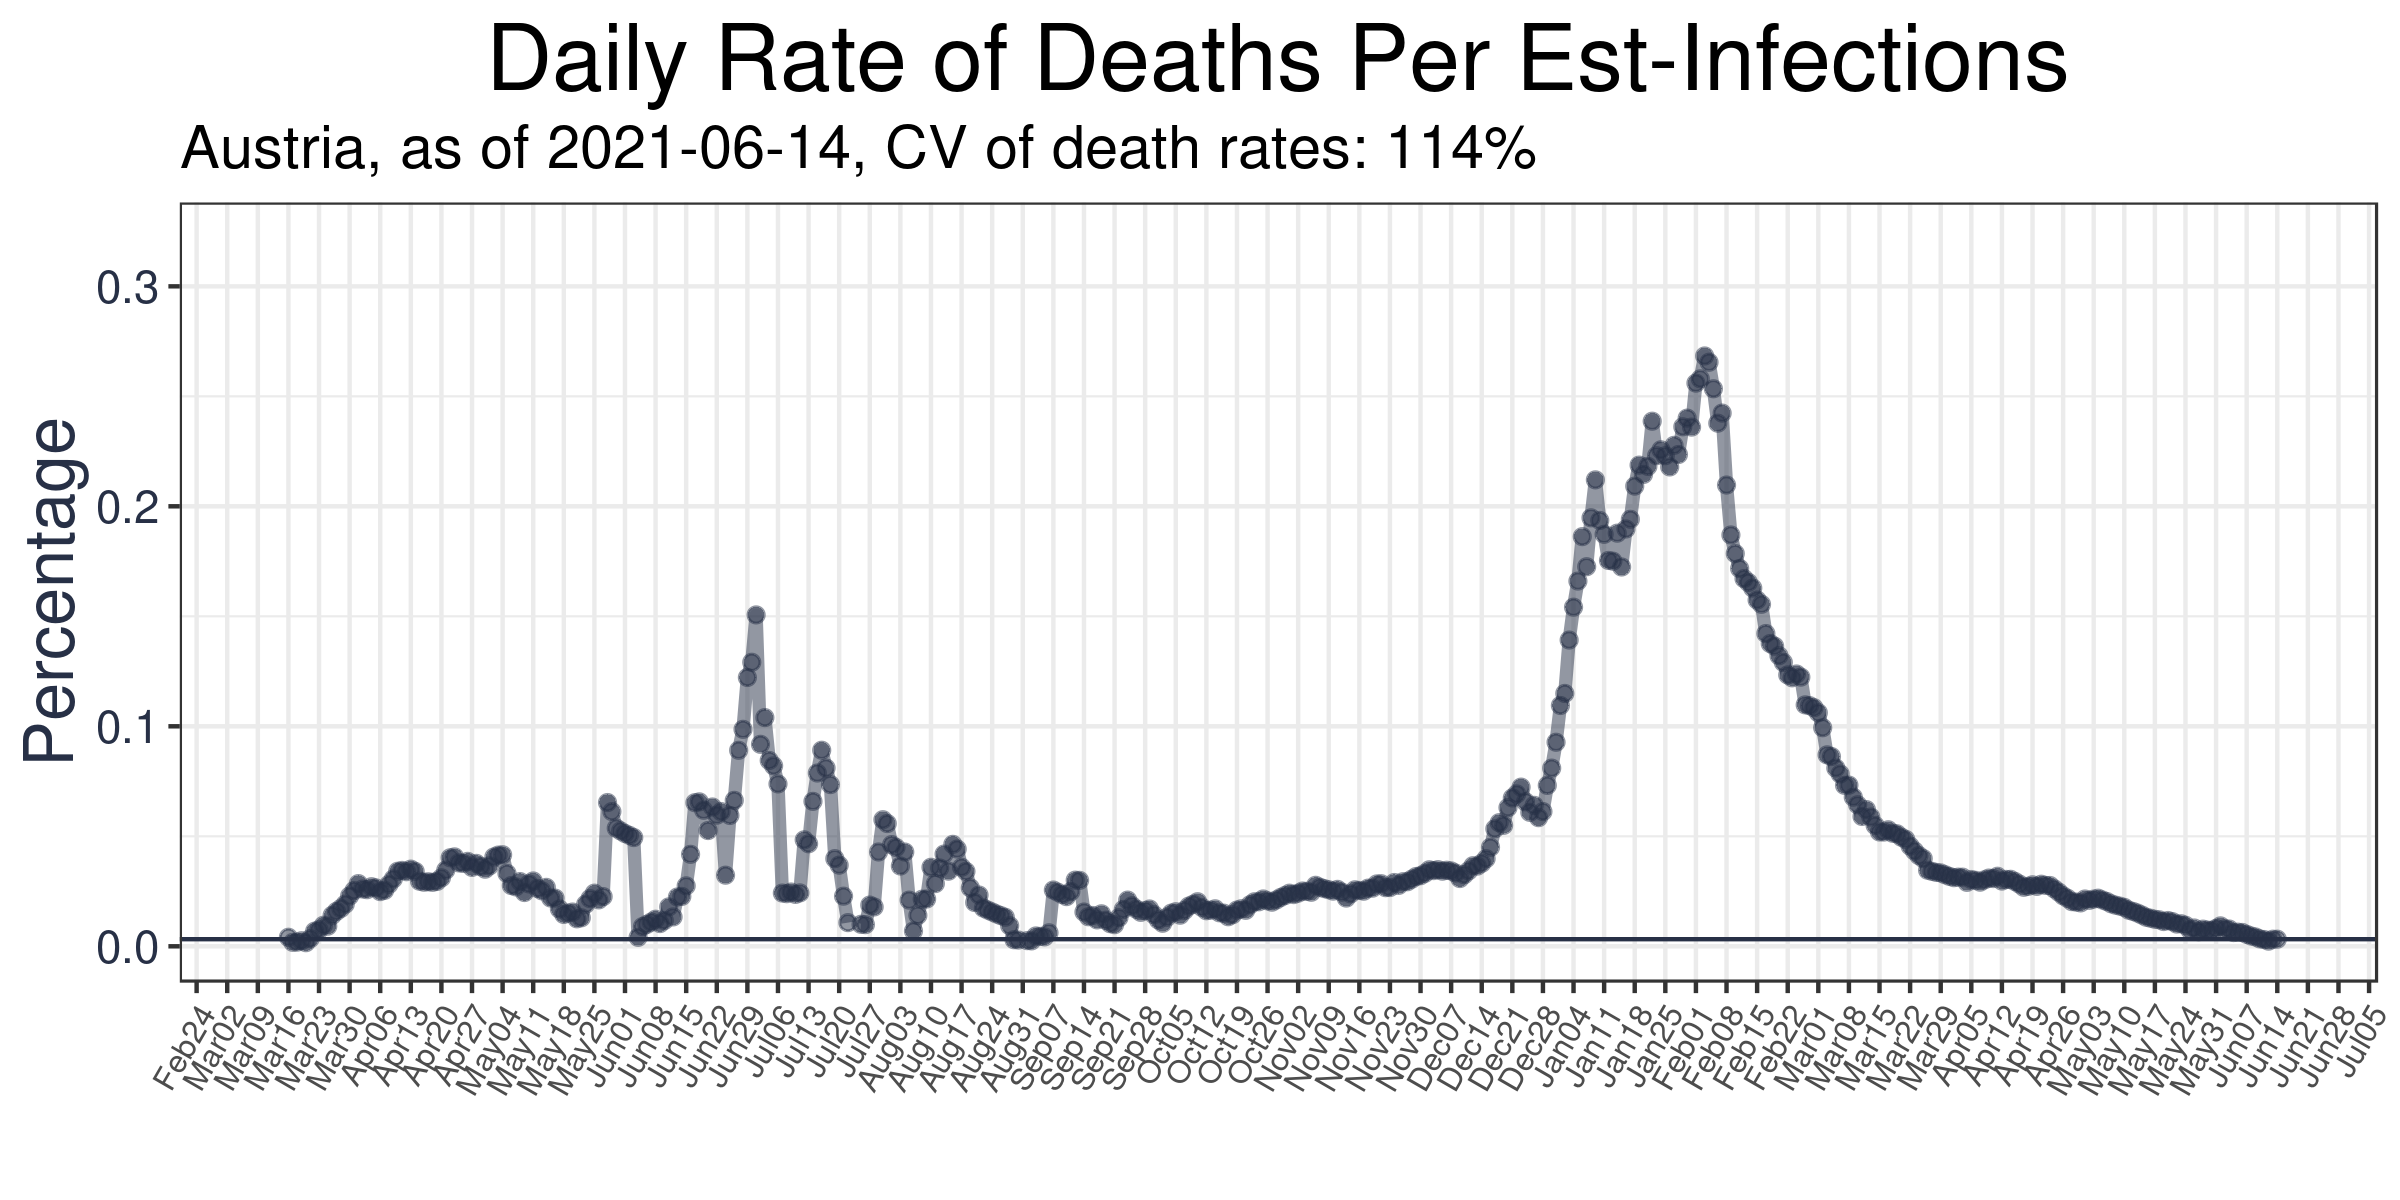 Daily Rate of Deaths Per Est-Infections
Austria, as of 2021-06-14, CV of death rates: 114%
Percentage
0.3
0.2
0.1
0.0
Feb24
Mar02
Mar09
Mar16
Mar23
Mar30
Apr06
Apr13
Apr20
Apr27
May04
May11
May18
May25
Jun01
Jun08
Jun15
Jun22
Jun29
Jul06
Jul13
Jul20
Jul27
Aug03
Aug10
Aug17
Aug24
Aug31
Sep07
Sep14
Sep21
Sep28
Oct05
Oct12
Oct19
Oct26
Nov02
Nov09
Nov16
Nov23
Nov30
Dec07
Dec14
Dec21
Dec28
Jan04
Jan11
Jan18
Jan25
Feb01
Feb08
Feb15
Feb22
Mar01
Mar08
Mar15
Mar22
Mar29
Apr05
Apr12
Apr19
Apr26
May03
May10
May17
May24
May31
Jun07
Jun14
Jun21
Jun28
Jul05